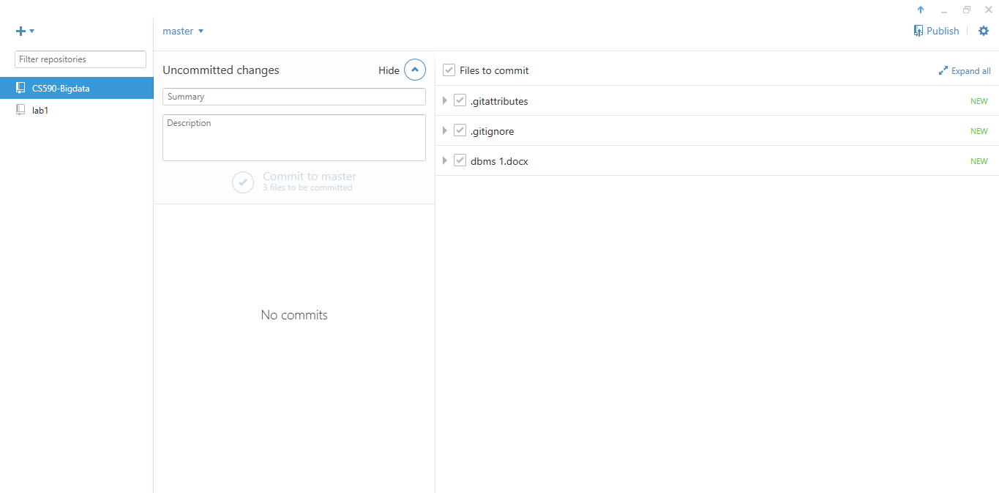 master
Publish
Filter repositories
CS590-Bigdata
lab1
Uncommitted changes
Hide
Summary
Description
Commit to master
3 files to be committed
No commits
Files to commit
Expand all
.gitattributes
NEW
.gitignore
NEW
dbms 1.docx
NEW